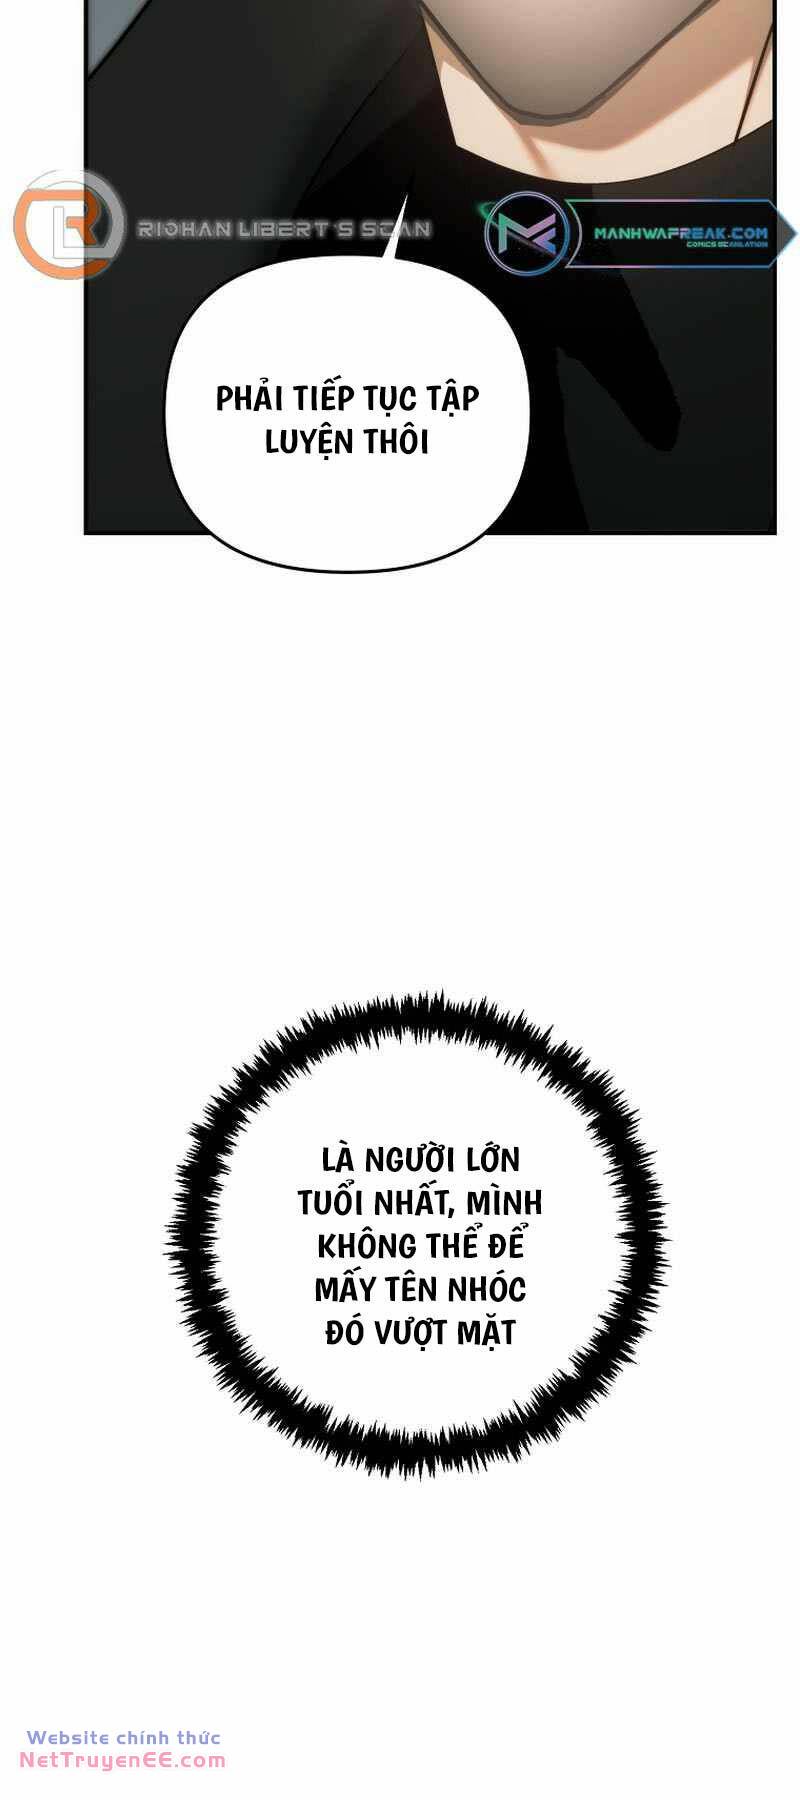 RIOHAN LIBERT'S SCAN
MANHWAFREAK.COM
COMICS SCANLATION
PHẢI TIẾP TỤC TẬP
LUYỆN THÔI
LÀ NGƯỜI LỚN
TUỔI NHẤT, MÌNH
KHÔNG THỂ ĐỂ
MẤY TÊN NHÓC
ĐÓ VƯỢT MẶT
Website chính thức
NetTruyenEE.com